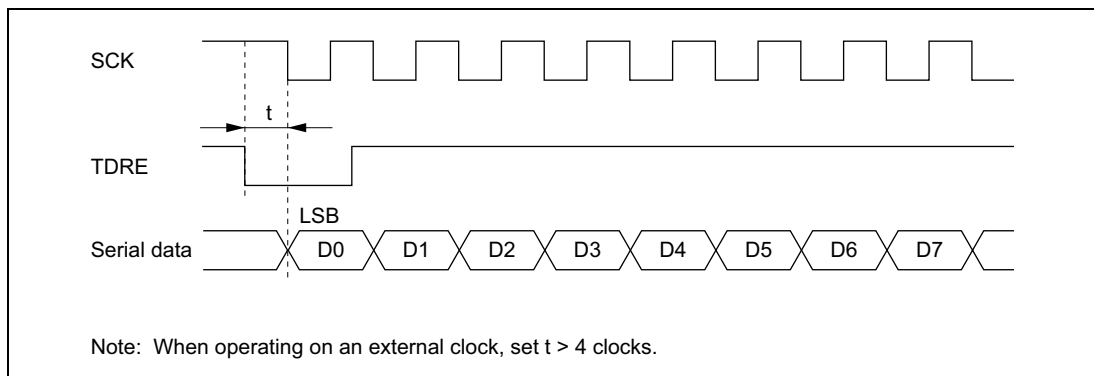 SCK
t
TDRE
LSB
Serial data D0 D1 D2 D3 D4 D5 D6 D7
Note: When operating on an external clock, set t > 4 clocks.